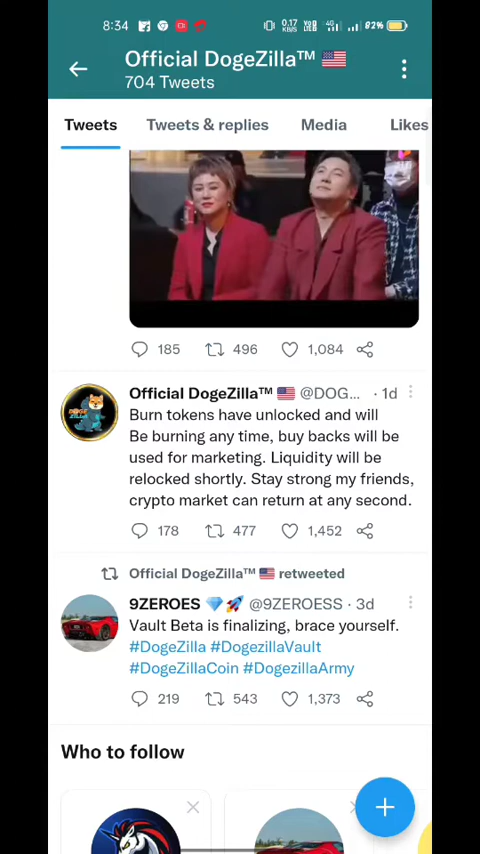 8:34 0.17 KB/S 4G 82%
Official DogeZilla™ 🇺🇸
704 Tweets
Tweets Tweets & replies Media Likes
185 496 1,084
Official DogeZilla™ 🇺🇸 @DOG... · 1d
Burn tokens have unlocked and will
Be burning any time, buy backs will be
used for marketing. Liquidity will be
relocked shortly. Stay strong my friends,
crypto market can return at any second.
178 477 1,452
Official DogeZilla™ 🇺🇸 retweeted
9ZEROES 💎🚀 @9ZEROESS · 3d
Vault Beta is finalizing, brace yourself.
#DogeZilla #DogezillaVault
#DogeZillaCoin #DogezillaArmy
219 543 1,373
Who to follow